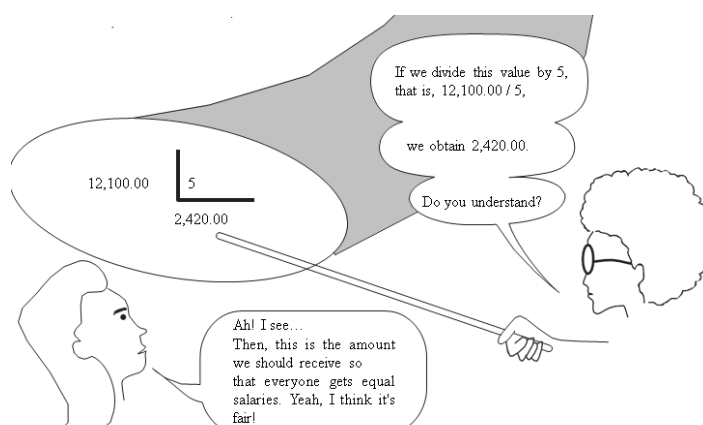 If we divide this value by 5,
that is, 12,100.00 / 5,
we obtain 2,420.00.
Do you understand?
12,100.00
5
2,420.00
Ah! I see...
Then, this is the amount
we should receive so
that everyone gets equal
salaries. Yeah, I think it's
fair!